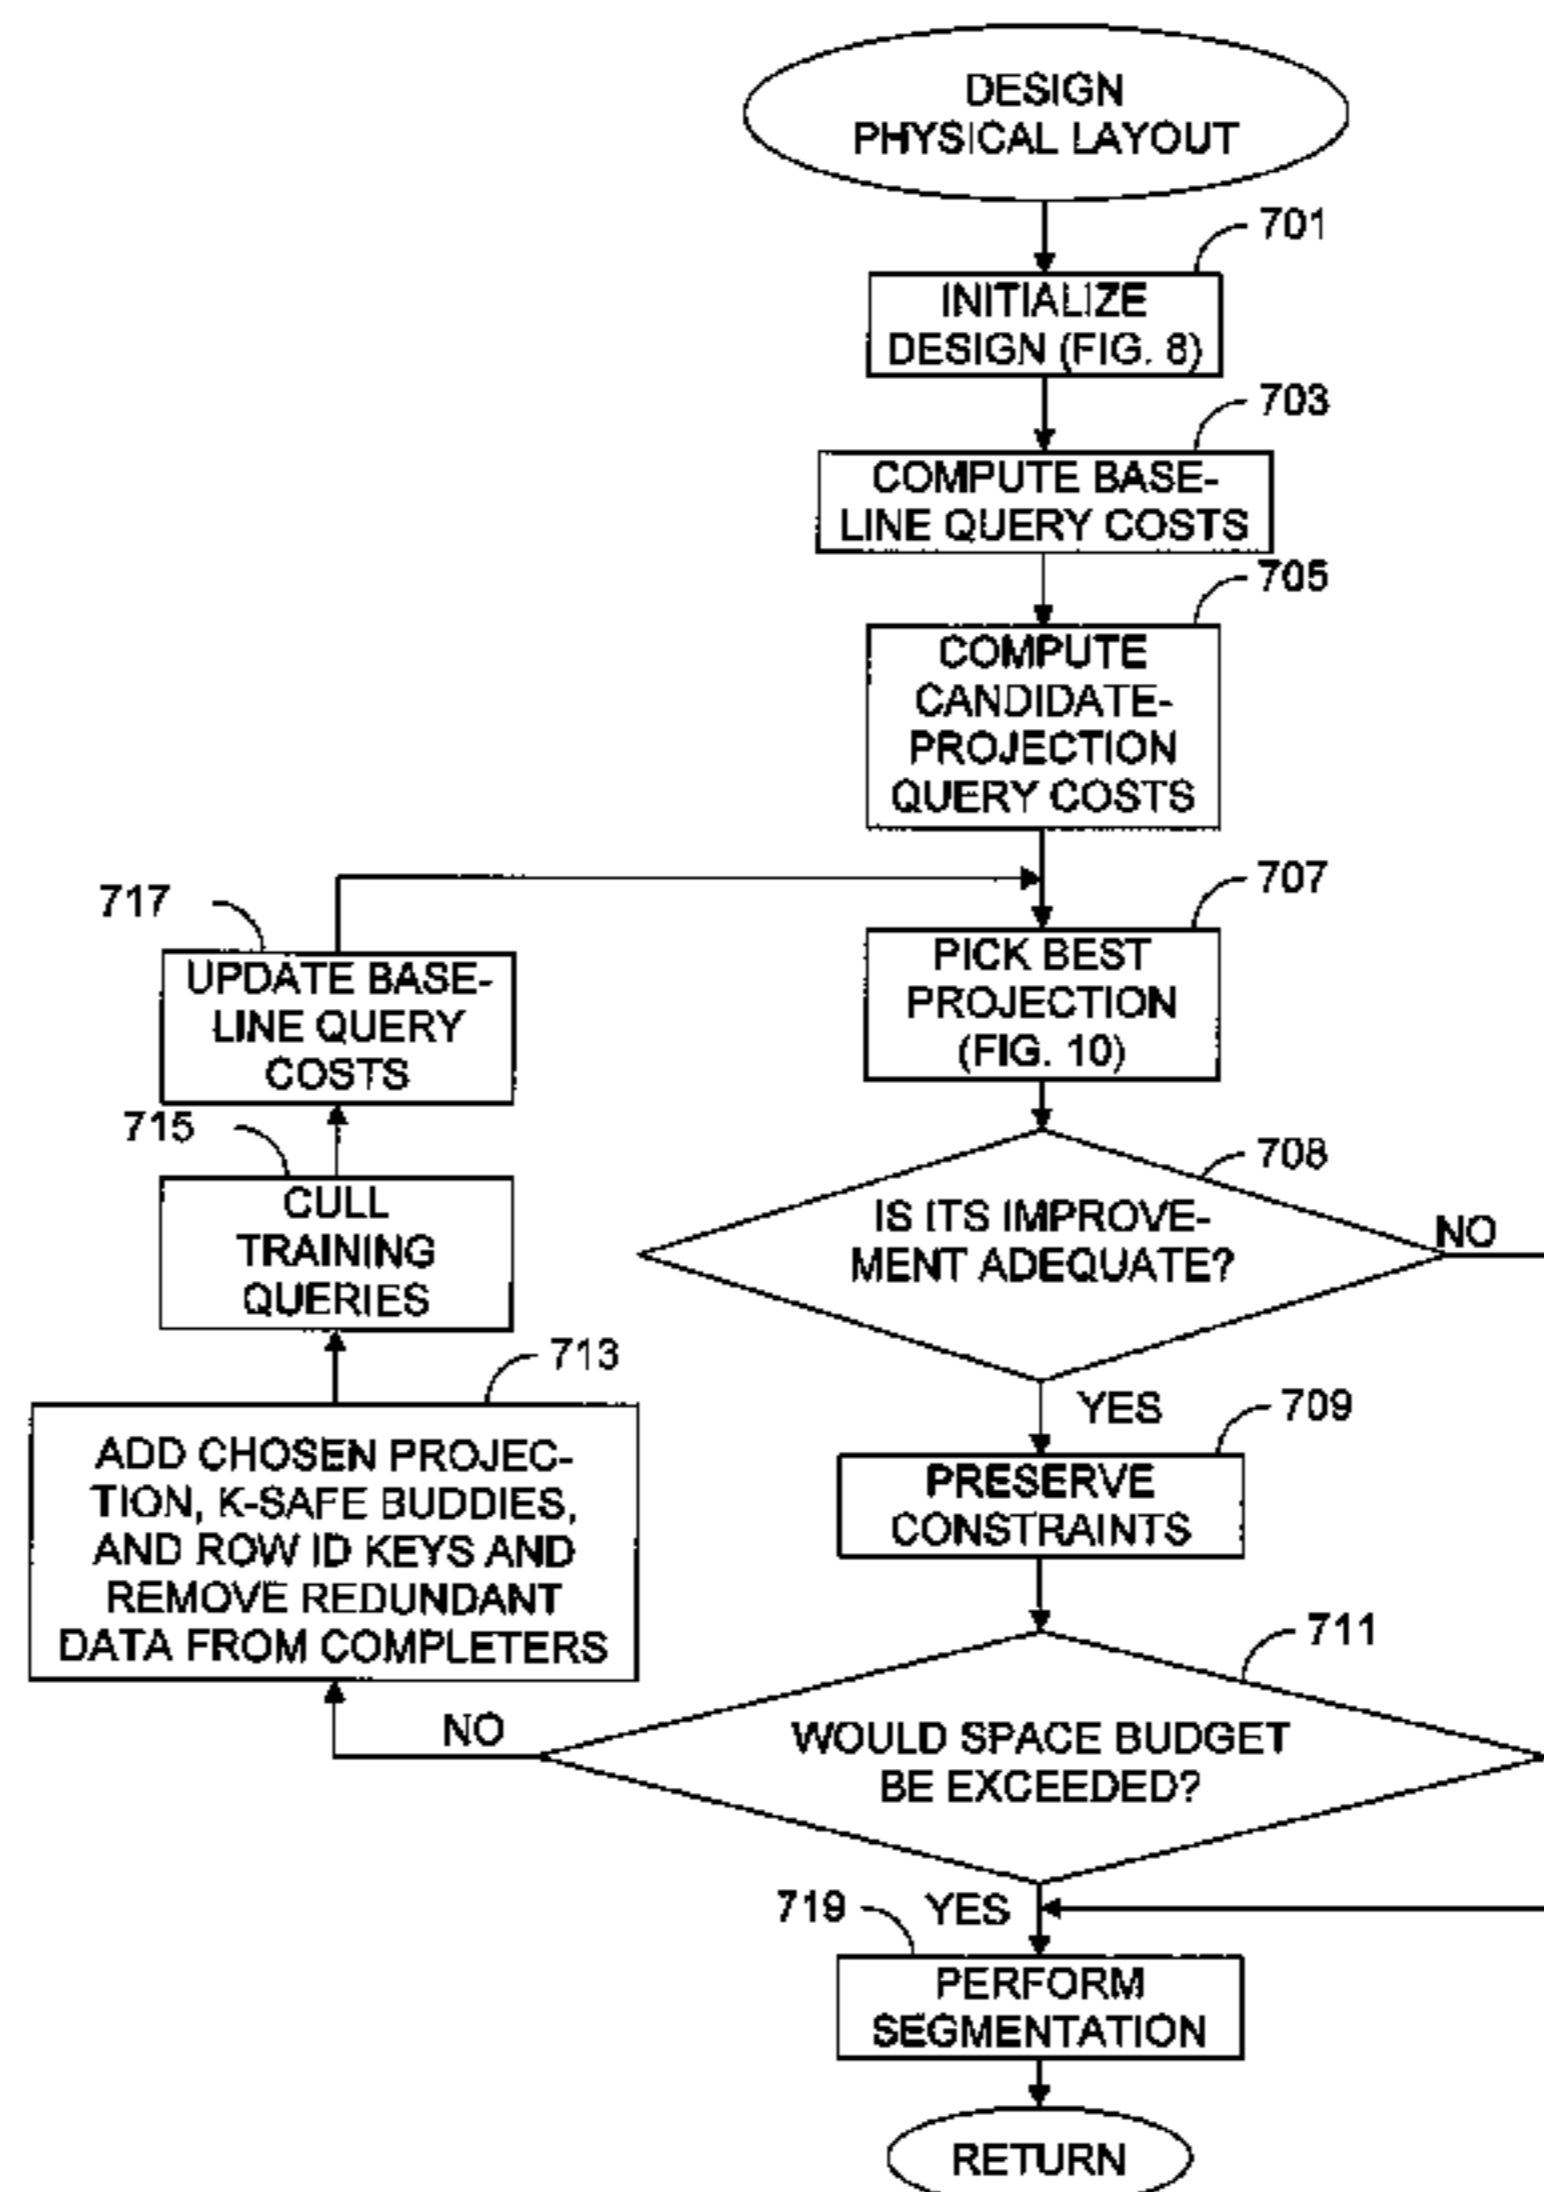 DESIGN
PHYSICAL LAYOUT
701
INITIALIZE
DESIGN (FIG. 8)
703
COMPUTE BASE-
LINE QUERY COSTS
705
COMPUTE
CANDIDATE-
PROJECTION
QUERY COSTS
707
PICK BEST
PROJECTION
(FIG. 10)
708
IS ITS IMPROVE-
MENT ADEQUATE?
NO
YES
709
PRESERVE
CONSTRAINTS
711
WOULD SPACE BUDGET
BE EXCEEDED?
NO
713
ADD CHOSEN PROJEC-
TION, K-SAFE BUDDIES,
AND ROW ID KEYS AND
REMOVE REDUNDANT
DATA FROM COMPLETERS
715
CULL
TRAINING
QUERIES
717
UPDATE BASE-
LINE QUERY
COSTS
YES
719
PERFORM
SEGMENTATION
RETURN